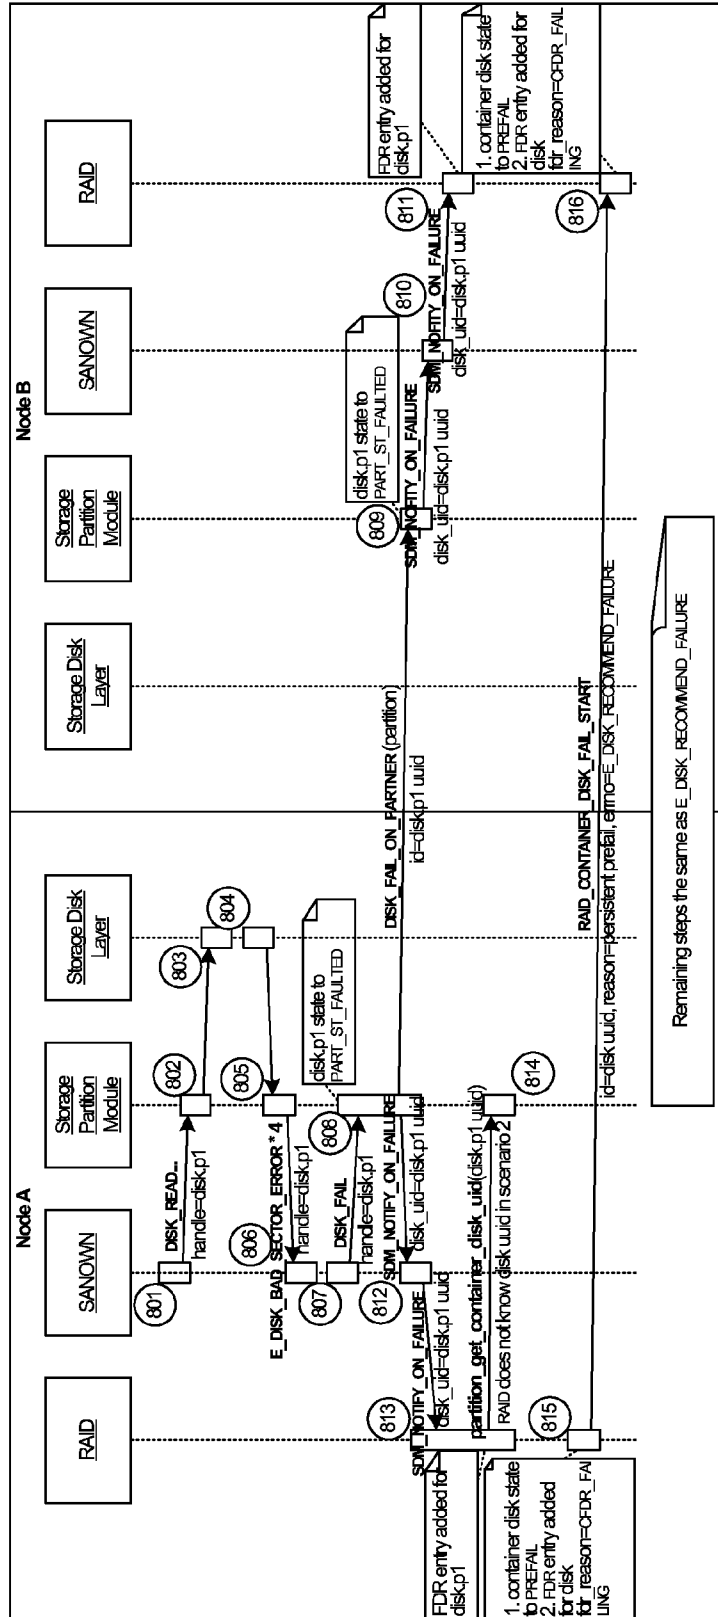 Node A
Node B
RAID
SANOWN
Storage
Partition
Module
Storage Disk
Layer
Storage Disk
Layer
Storage
Partition
Module
SANOWN
RAID
801
DISK_READ...
handle=disk.p1
802
803
804
805
E_DISK_BAD_SECTOR_ERROR * 4
handle=disk.p1
806
807
DISK_FAIL
handle=disk.p1
808
disk.p1 state to
PART_ST_FAULTED
DISK_FAIL_ON_PARTNER (partition)
id=disk.p1 uuid
809
disk.p1 state to
PART_ST_FAULTED
SDM_NOFITY_ON_FAILURE
disk_uid=disk.p1 uuid
810
SDM_NOFITY_ON_FAILURE
disk_uid=disk.p1 uuid
811
FDR entry added for
disk.p1
SDM_NOTIFY_ON_FAILURE
disk_uid=disk.p1 uuid
812
SDM_NOTIFY_ON_FAILURE
disk_uid=disk.p1 uuid
813
FDR entry added for
disk.p1
partition_get_container_disk_uid(disk.p1 uuid)
RAID does not know disk uuid in scenario 2
814
815
1. container disk state
to PREFAIL
2. FDR entry added
for disk
fdr_reason=CFDR_FAI
LING
RAID_CONTAINER_DISK_FAIL_START
id=disk uuid, reason=persistent prefail, errno=E_DISK_RECOMMEND_FAILURE
816
1. container disk state
to PREFAIL
2. FDR entry added for
disk
fdr_reason=CFDR_FAIL
ING
Remaining steps the same as E_DISK_RECOMMEND_FAILURE